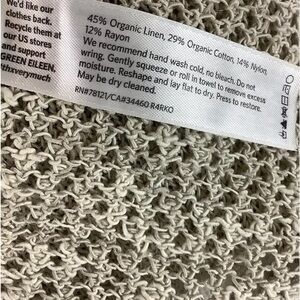 We'd like our
clothes back.
Recycle them at
our US stores
and support
GREEN EILEEN.
thxverymuch
45% Organic Linen, 29% Organic Cotton, 14% Nylon,
12% Rayon
We recommend hand wash cold, no bleach. Do not
wring. Gently squeeze or roll in towel to remove excess
moisture. Reshape and lay flat to dry. Press to restore.
May be dry cleaned.
RN#78121/CA#34460 R4RKO